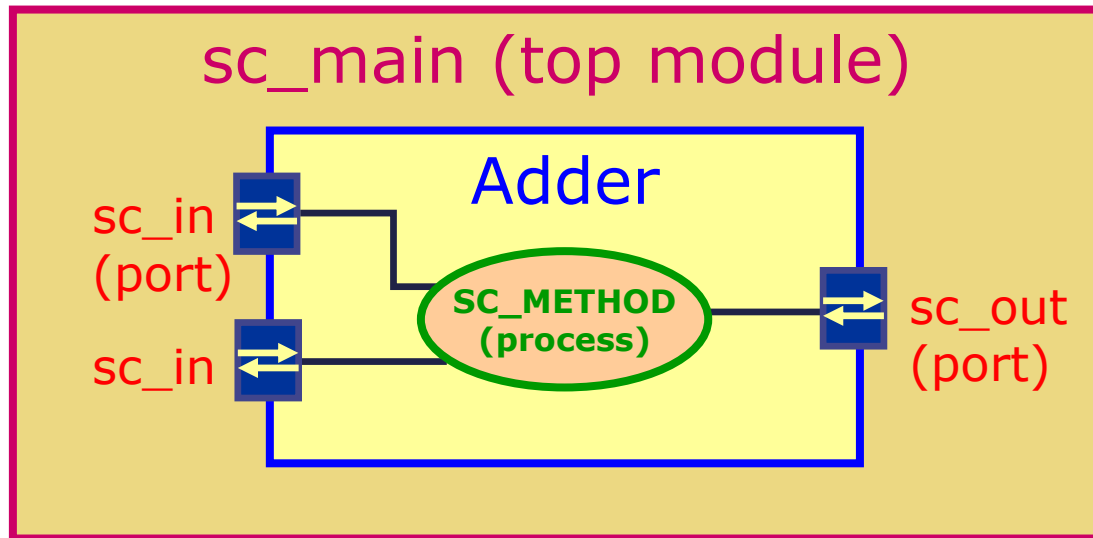 sc_main (top module)
Adder
sc_in
(port)
SC_METHOD
(process)
sc_out
(port)
sc_in